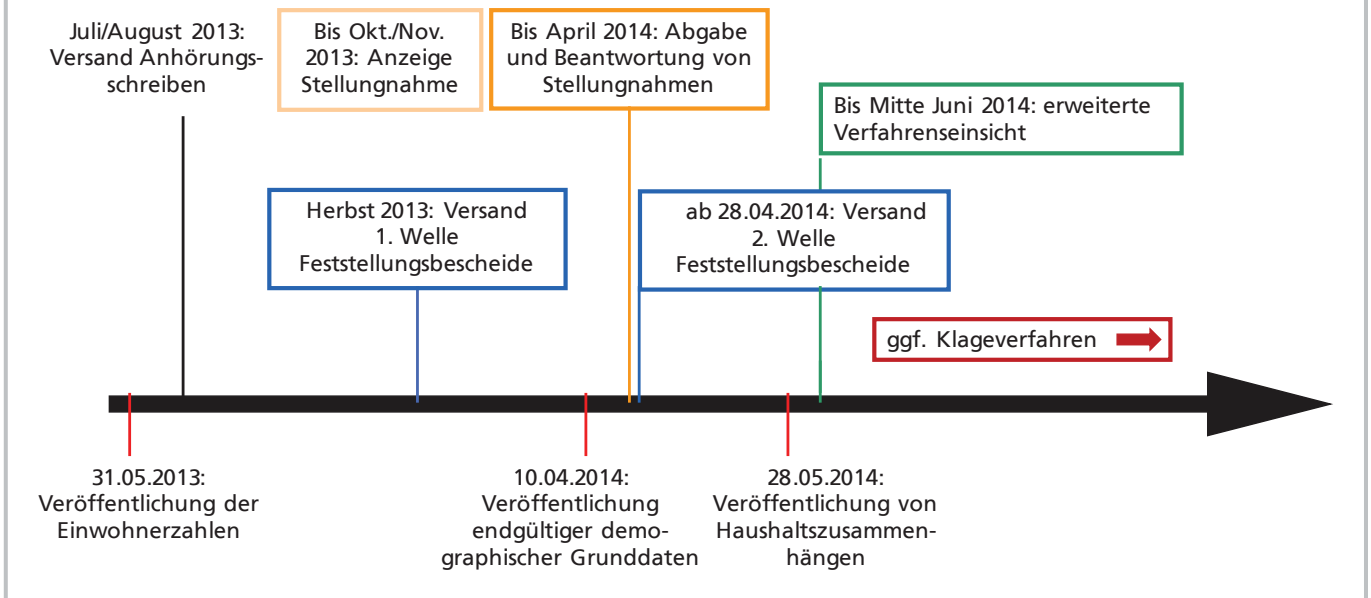 Juli/August 2013:
Versand Anhörungs-
schreiben
Bis Okt./Nov.
2013: Anzeige
Stellungnahme
Bis April 2014: Abgabe
und Beantwortung von
Stellungnahmen
Bis Mitte Juni 2014: erweiterte
Verfahrenseinsicht
Herbst 2013: Versand
1. Welle
Feststellungsbescheide
ab 28.04.2014: Versand
2. Welle
Feststellungsbescheide
ggf. Klageverfahren
31.05.2013:
Veröffentlichung der
Einwohnerzahlen
10.04.2014:
Veröffentlichung
endgültiger demo-
graphischer Grunddaten
28.05.2014:
Veröffentlichung von
Haushaltszusammen-
hängen